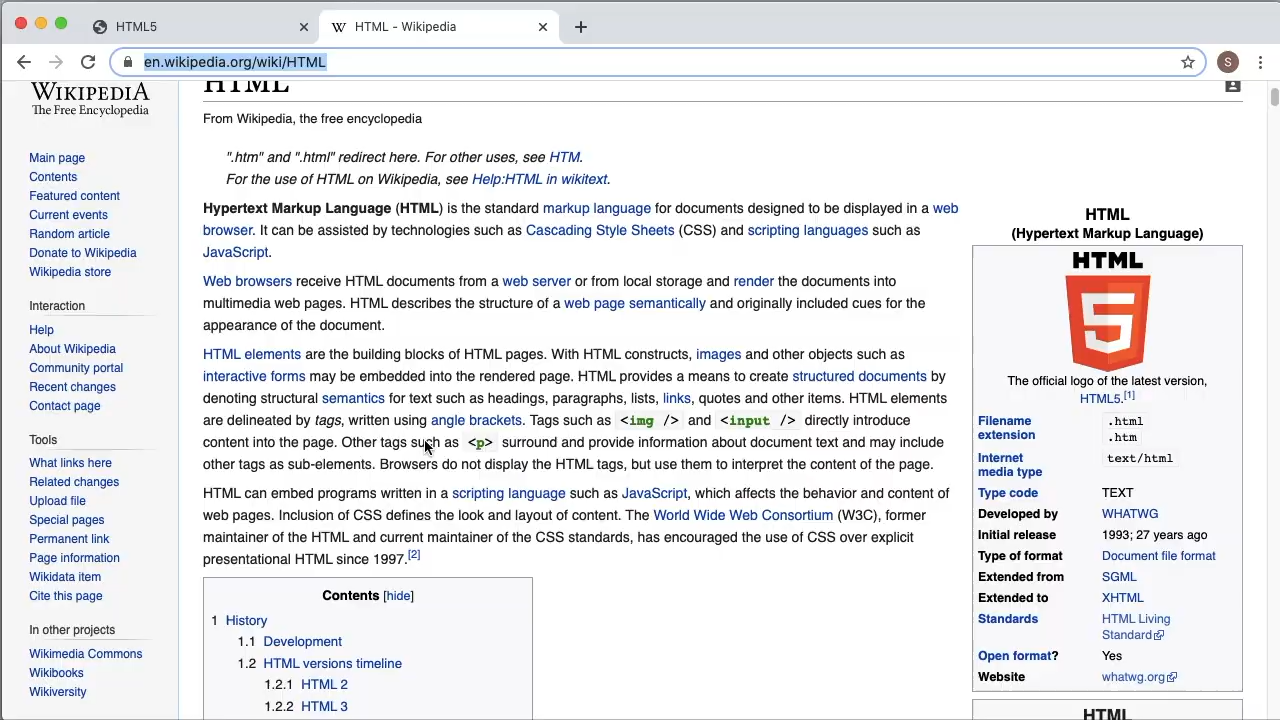 HTML5
HTML - Wikipedia
en.wikipedia.org/wiki/HTML
S
WIKIPEDIA
The Free Encyclopedia
Main page
Contents
Featured content
Current events
Random article
Donate to Wikipedia
Wikipedia store
Interaction
Help
About Wikipedia
Community portal
Recent changes
Contact page
Tools
What links here
Related changes
Upload file
Special pages
Permanent link
Page information
Wikidata item
Cite this page
In other projects
Wikimedia Commons
Wikibooks
Wikiversity
HTML
From Wikipedia, the free encyclopedia
".htm" and ".html" redirect here. For other uses, see HTM.
For the use of HTML on Wikipedia, see Help:HTML in wikitext.
Hypertext Markup Language (HTML) is the standard markup language for documents designed to be displayed in a web
browser. It can be assisted by technologies such as Cascading Style Sheets (CSS) and scripting languages such as
JavaScript.
Web browsers receive HTML documents from a web server or from local storage and render the documents into
multimedia web pages. HTML describes the structure of a web page semantically and originally included cues for the
appearance of the document.
HTML elements are the building blocks of HTML pages. With HTML constructs, images and other objects such as
interactive forms may be embedded into the rendered page. HTML provides a means to create structured documents by
denoting structural semantics for text such as headings, paragraphs, lists, links, quotes and other items. HTML elements
are delineated by tags, written using angle brackets. Tags such as <img /> and <input /> directly introduce
content into the page. Other tags such as <p> surround and provide information about document text and may include
other tags as sub-elements. Browsers do not display the HTML tags, but use them to interpret the content of the page.
HTML can embed programs written in a scripting language such as JavaScript, which affects the behavior and content of
web pages. Inclusion of CSS defines the look and layout of content. The World Wide Web Consortium (W3C), former
maintainer of the HTML and current maintainer of the CSS standards, has encouraged the use of CSS over explicit
presentational HTML since 1997.[2]
Contents [hide]
1 History
1.1 Development
1.2 HTML versions timeline
1.2.1 HTML 2
1.2.2 HTML 3
HTML
(Hypertext Markup Language)
HTML
5
The official logo of the latest version,
HTML5.[1]
Filename extension .html
.htm
Internet media type text/html
Type code TEXT
Developed by WHATWG
Initial release 1993; 27 years ago
Type of format Document file format
Extended from SGML
Extended to XHTML
Standards HTML Living
Standard
Open format? Yes
Website whatwg.org
HTML